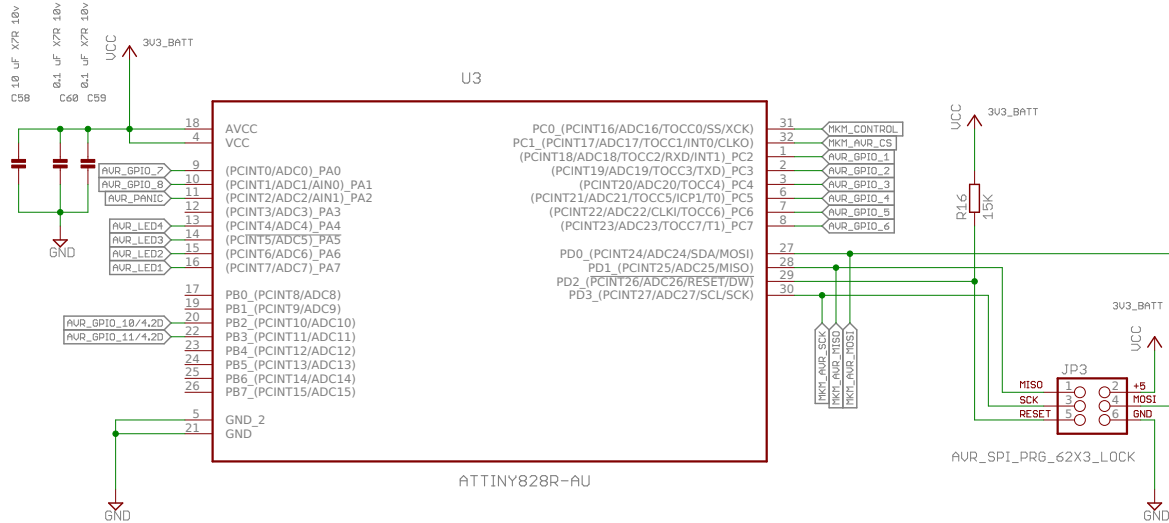 10 uF X7R 10v
0.1 uF X7R 10v
0.1 uF X7R 10v
C58
C60
C59
VCC
3V3_BATT
GND
U3
18
AVCC
4
VCC
AVR_GPIO_7
9
(PCINT0/ADC0)_PA0
AVR_GPIO_8
10
(PCINT1/ADC1/AIN0)_PA1
AVR_PANIC
11
(PCINT2/ADC2/AIN1)_PA2
12
(PCINT3/ADC3)_PA3
AVR_LED4
13
(PCINT4/ADC4)_PA4
AVR_LED3
14
(PCINT5/ADC5)_PA5
AVR_LED2
15
(PCINT6/ADC6)_PA6
AVR_LED1
16
(PCINT7/ADC7)_PA7
17
PB0_(PCINT8/ADC8)
19
PB1_(PCINT9/ADC9)
AVR_GPIO_10/4.2D
20
PB2_(PCINT10/ADC10)
AVR_GPIO_11/4.2D
22
PB3_(PCINT11/ADC11)
23
PB4_(PCINT12/ADC12)
24
PB5_(PCINT13/ADC13)
25
PB6_(PCINT14/ADC14)
26
PB7_(PCINT15/ADC15)
5
GND_2
21
GND
GND
PC0_(PCINT16/ADC16/TOCC0/SS/XCK)
31
MKM_CONTROL
PC1_(PCINT17/ADC17/TOCC1/INT0/CLKO)
32
MKM_AVR_CS
(PCINT18/ADC18/TOCC2/RXD/INT1)_PC2
1
AVR_GPIO_1
(PCINT19/ADC19/TOCC3/TXD)_PC3
2
AVR_GPIO_2
(PCINT20/ADC20/TOCC4)_PC4
3
AVR_GPIO_3
(PCINT21/ADC21/TOCC5/ICP1/T0)_PC5
6
AVR_GPIO_4
(PCINT22/ADC22/CLKI/TOCC6)_PC6
7
AVR_GPIO_5
(PCINT23/ADC23/TOCC7/T1)_PC7
8
AVR_GPIO_6
PD0_(PCINT24/ADC24/SDA/MOSI)
27
PD1_(PCINT25/ADC25/MISO)
28
PD2_(PCINT26/ADC26/RESET/DW)
29
PD3_(PCINT27/ADC27/SCL/SCK)
30
MKM_AVR_SCK
MKM_AVR_MISO
MKM_AVR_MOSI
ATTINY828R-AU
VCC
3V3_BATT
R16
15K
3V3_BATT
VCC
JP3
MISO
1
2
+5
SCK
3
4
MOSI
RESET
5
6
GND
AVR_SPI_PRG_62X3_LOCK
GND